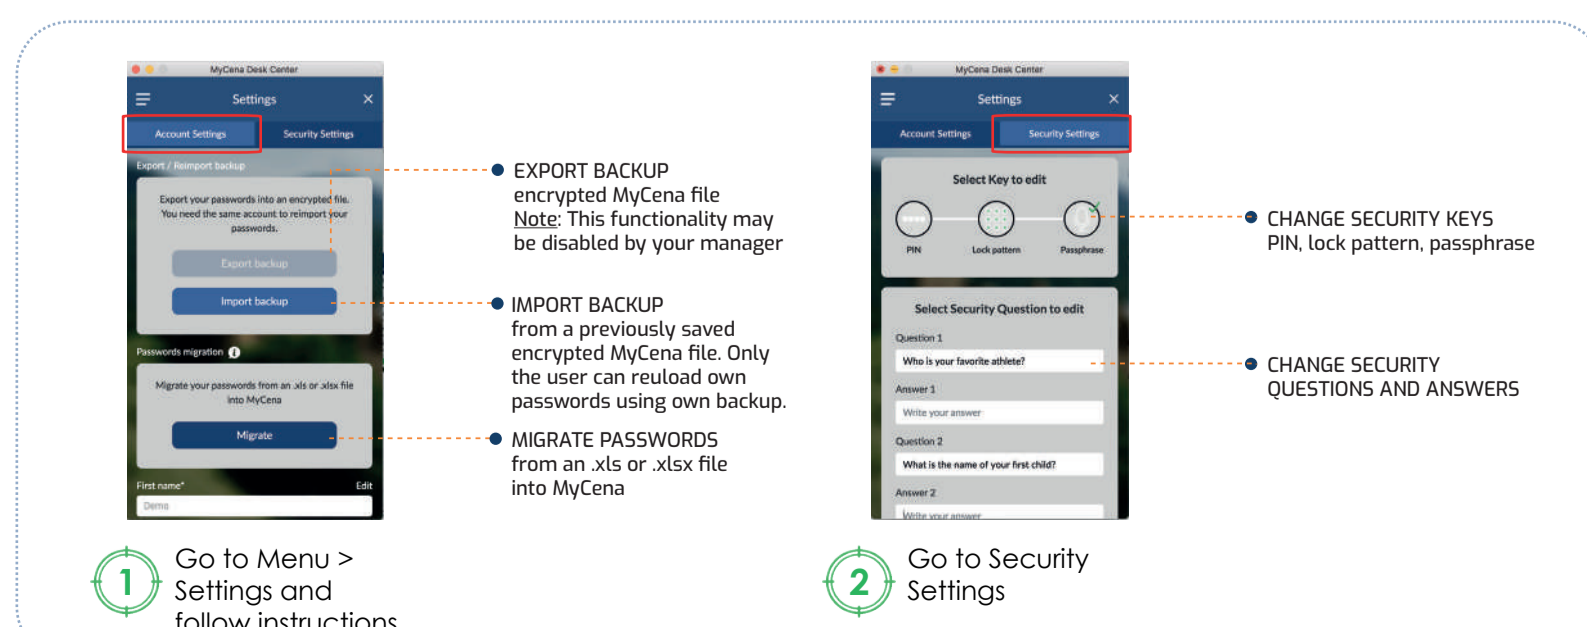 MyCena Desk Center
Settings
Account Settings
Security Settings
Export / Reimport backup
Export your passwords into an encrypted file.
You need the same account to reimport your
passwords.
Export backup
Import backup
Passwords migration
Migrate your passwords from an .xls or .xlsx file
into MyCena
Migrate
First name*
Edit
Demo
EXPORT BACKUP
encrypted MyCena file
Note: This functionality may
be disabled by your manager
IMPORT BACKUP
from a previously saved
encrypted MyCena file. Only
the user can reuload own
passwords using own backup.
MIGRATE PASSWORDS
from an .xls or .xlsx file
into MyCena
1
Go to Menu >
Settings and
follow instructions
MyCena Desk Center
Settings
Account Settings
Security Settings
Select Key to edit
PIN
Lock pattern
Passphrase
Select Security Question to edit
Question 1
Who is your favorite athlete?
Answer 1
Write your answer
Question 2
What is the name of your first child?
Answer 2
Write your answer
CHANGE SECURITY KEYS
PIN, lock pattern, passphrase
CHANGE SECURITY
QUESTIONS AND ANSWERS
2
Go to Security
Settings